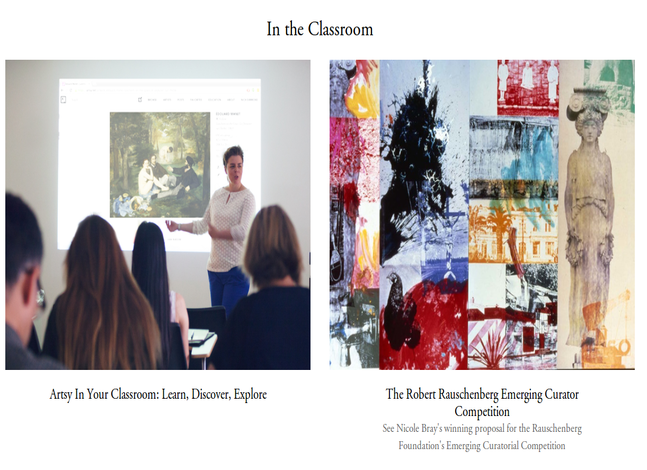 In the Classroom
Artsy In Your Classroom: Learn, Discover, Explore
The Robert Rauschenberg Emerging Curator
Competition
See Nicole Bray's winning proposal for the Rauschenberg
Foundation's Emerging Curatorial Competition